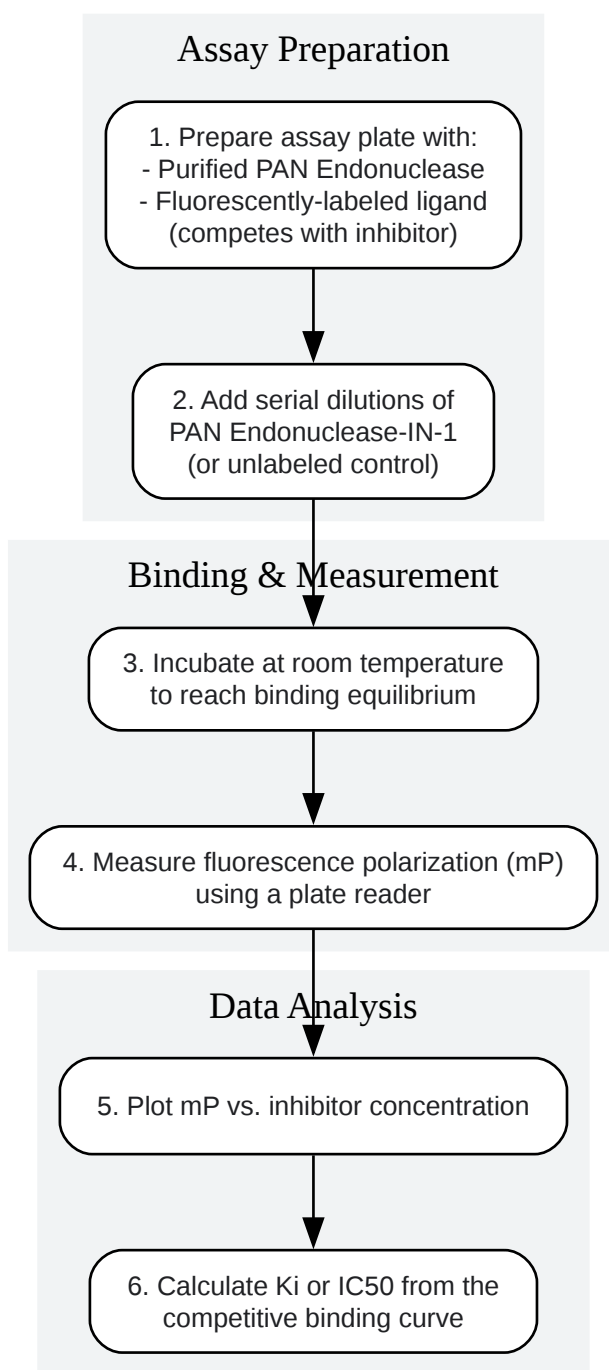 Assay Preparation
1. Prepare assay plate with:
- Purified PAN Endonuclease
- Fluorescently-labeled ligand
(competes with inhibitor)
2. Add serial dilutions of
PAN Endonuclease-IN-1
(or unlabeled control)
Binding & Measurement
3. Incubate at room temperature
to reach binding equilibrium
4. Measure fluorescence polarization (mP)
using a plate reader
Data Analysis
5. Plot mP vs. inhibitor concentration
6. Calculate Ki or IC50 from the
competitive binding curve